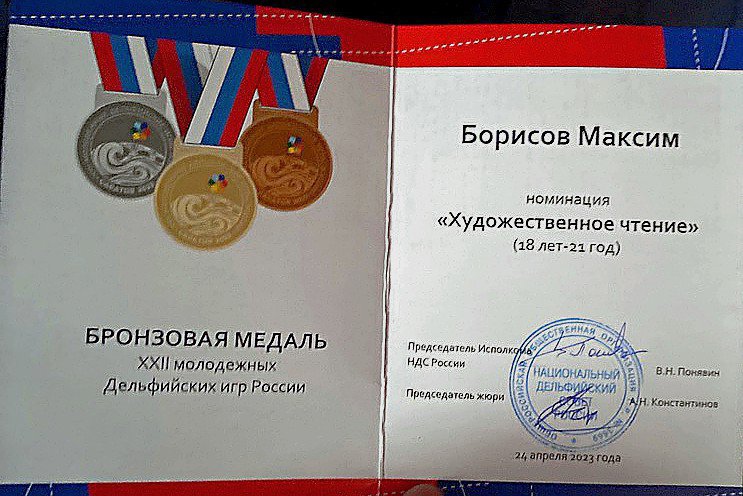 БРОНЗОВАЯ МЕДАЛЬ
XXII молодежных
Дельфийских игр России
Борисов Максим
номинация
«Художественное чтение»
(18 лет-21 год)
Председатель Исполкома
НДС России
В.Н. Понявин
Председатель жюри
А.Н. Константинов
НАЦИОНАЛЬНЫЙ
ДЕЛЬФИЙСКИЙ
СОВЕТ
РОССИИ
24 апреля 2023 года